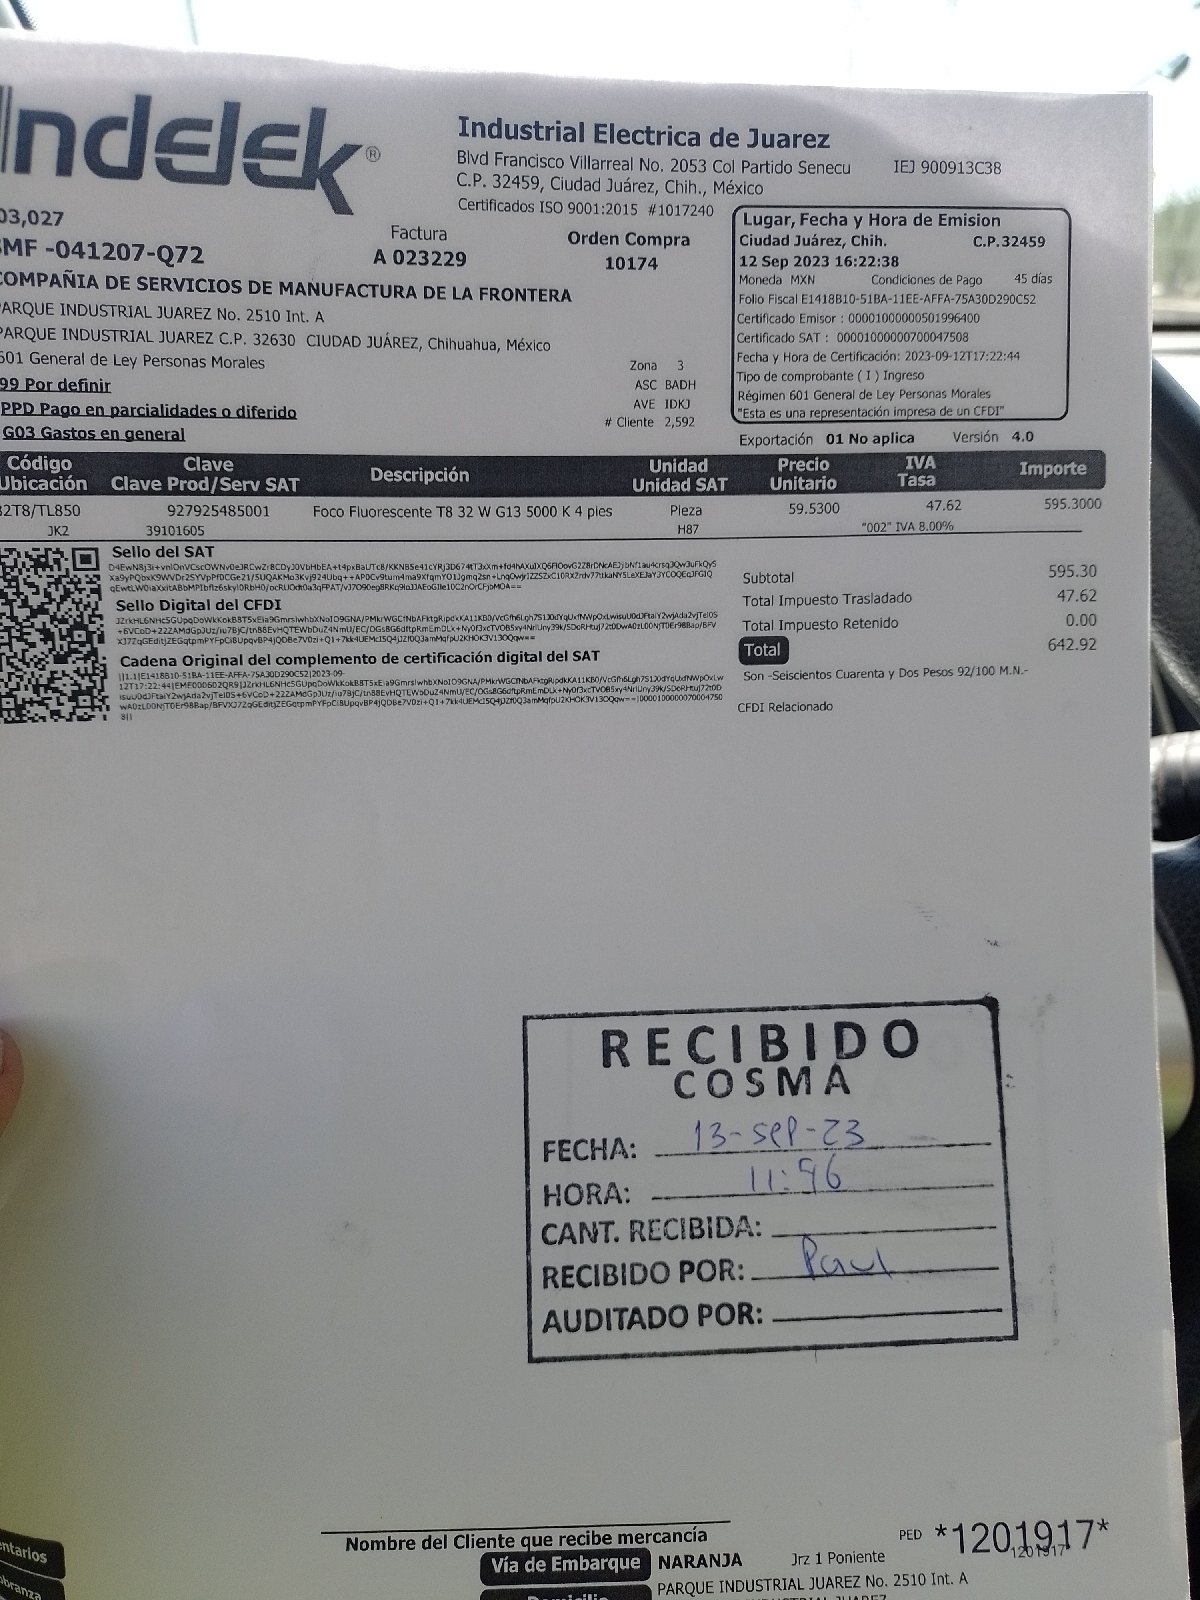 Indelek®
Industrial Electrica de Juarez
Blvd Francisco Villarreal No. 2053 Col Partido Senecu IEJ 900913C38
C.P. 32459, Ciudad Juárez, Chih., México
Certificados ISO 9001:2015 #1017240
03,027
SMF -041207-Q72
Factura
A 023229
Orden Compra
10174
COMPAÑIA DE SERVICIOS DE MANUFACTURA DE LA FRONTERA
PARQUE INDUSTRIAL JUAREZ No. 2510 Int. A
PARQUE INDUSTRIAL JUAREZ C.P. 32630 CIUDAD JUÁREZ, Chihuahua, México
601 General de Ley Personas Morales
99 Por definir
PPD Pago en parcialidades o diferido
G03 Gastos en general
Zona 3
ASC BADH
AVE IDKJ
# Cliente 2,592
Lugar, Fecha y Hora de Emision
Ciudad Juárez, Chih. C.P.32459
12 Sep 2023 16:22:38
Moneda MXN Condiciones de Pago 45 días
Folio Fiscal E1418B10-51BA-11EE-AFFA-75A30D290C52
Certificado Emisor : 00001000000501996400
Certificado SAT : 00001000000700047508
Fecha y Hora de Certificación: 2023-09-12T17:22:44
Tipo de comprobante ( I ) Ingreso
Régimen 601 General de Ley Personas Morales
"Esta es una representación impresa de un CFDI"
Exportación 01 No aplica Versión 4.0
Código Clave Descripción Unidad Precio IVA Importe
Ubicación Clave Prod/Serv SAT Unidad SAT Unitario Tasa
32T8/TL850 927925485001 Foco Fluorescente T8 32 W G13 5000 K 4 pies Pieza 59.5300 47.62 595.3000
JK2 39101605 H87 "002" IVA 8.00%
Sello del SAT
Sello Digital del CFDI
Cadena Original del complemento de certificación digital del SAT
Subtotal 595.30
Total Impuesto Trasladado 47.62
Total Impuesto Retenido 0.00
Total 642.92
Son -Seiscientos Cuarenta y Dos Pesos 92/100 M.N.-
CFDI Relacionado
RECIBIDO
COSMA
FECHA: 13-sep-23
HORA: 11:96
CANT. RECIBIDA:
RECIBIDO POR: Paul
AUDITADO POR:
Nombre del Cliente que recibe mercancía
Vía de Embarque NARANJA Jrz 1 Poniente
PED *1201917*
1201917
PARQUE INDUSTRIAL JUAREZ No. 2510 Int. A